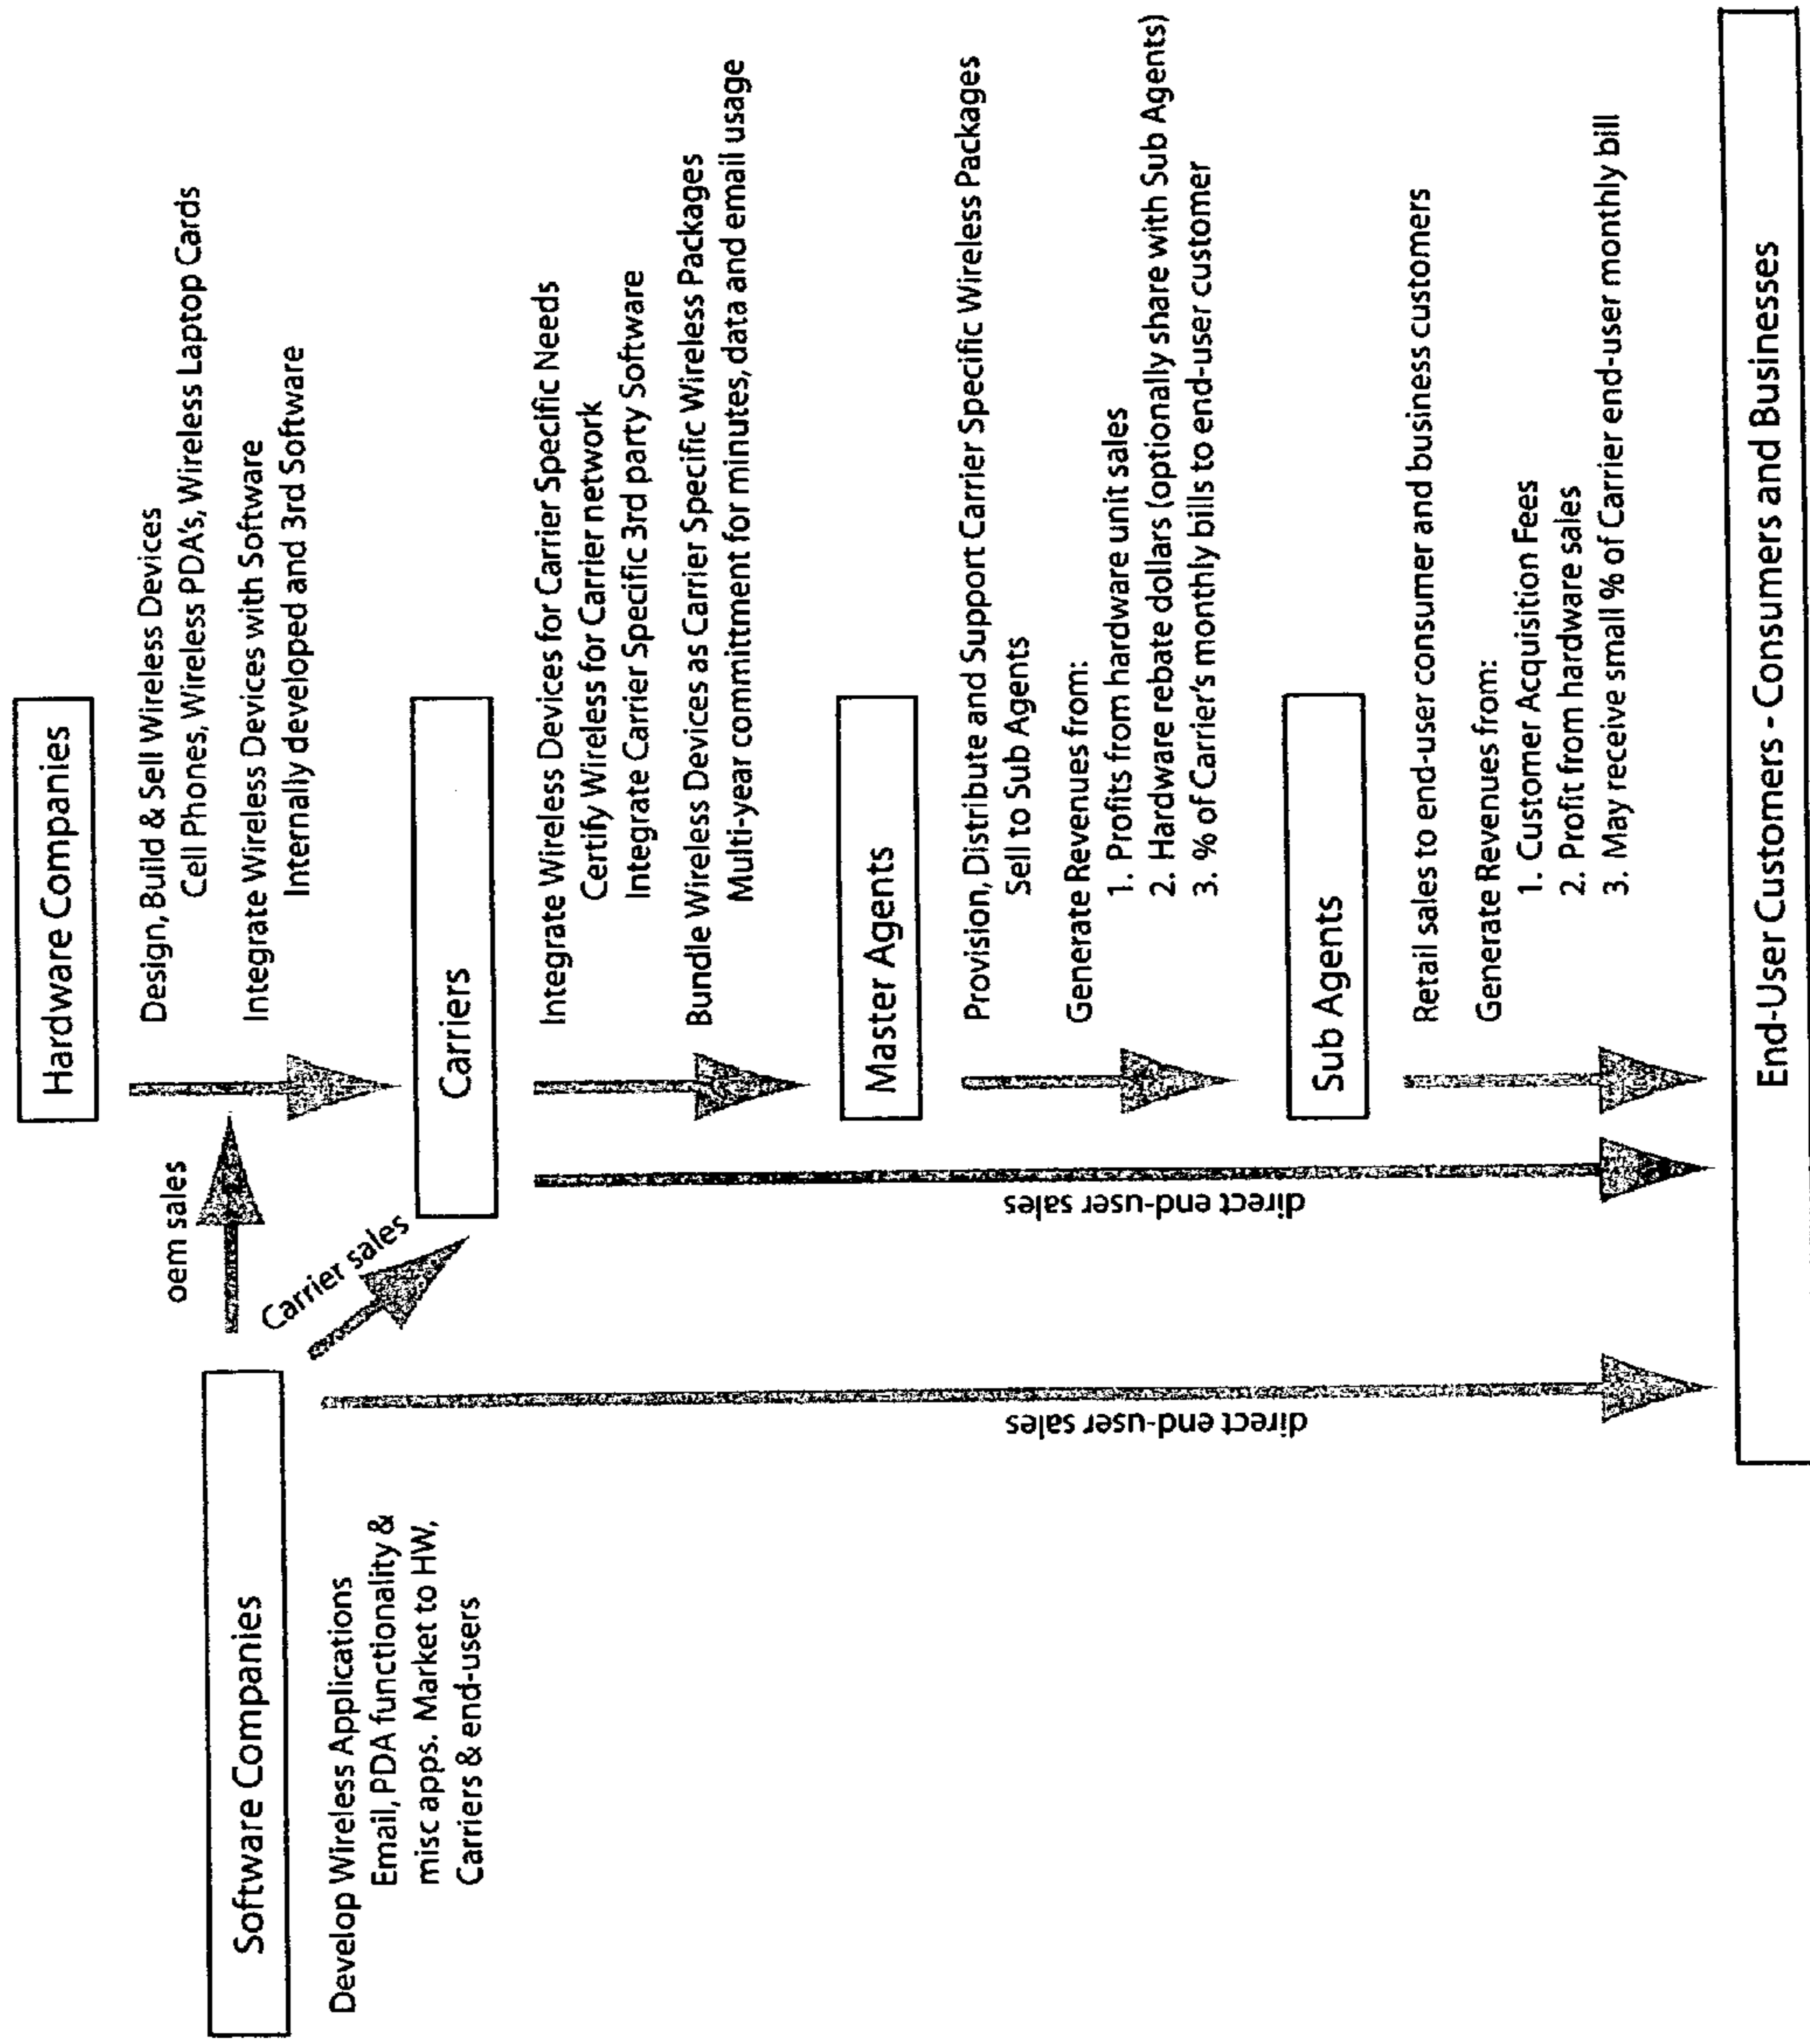 Hardware Companies
Design, Build & Sell Wireless Devices
Cell Phones, Wireless PDA's, Wireless Laptop Cards
Integrate Wireless Devices with Software
Internally developed and 3rd Software
oem sales
Software Companies
Develop Wireless Applications
Email, PDA functionality &
misc apps. Market to HW,
Carriers & end-users
Carrier sales
Carriers
Integrate Wireless Devices for Carrier Specific Needs
Certify Wireless for Carrier network
Integrate Carrier Specific 3rd party Software
Bundle Wireless Devices as Carrier Specific Wireless Packages
Multi-year committment for minutes, data and email usage
Master Agents
Provision, Distribute and Support Carrier Specific Wireless Packages
Sell to Sub Agents
Generate Revenues from:
1. Profits from hardware unit sales
2. Hardware rebate dollars (optionally share with Sub Agents)
3. % of Carrier's monthly bills to end-user customer
direct end-user sales
direct end-user sales
Sub Agents
Retail sales to end-user consumer and business customers
Generate Revenues from:
1. Customer Acquisition Fees
2. Profit from hardware sales
3. May receive small % of Carrier end-user monthly bill
End-User Customers - Consumers and Businesses